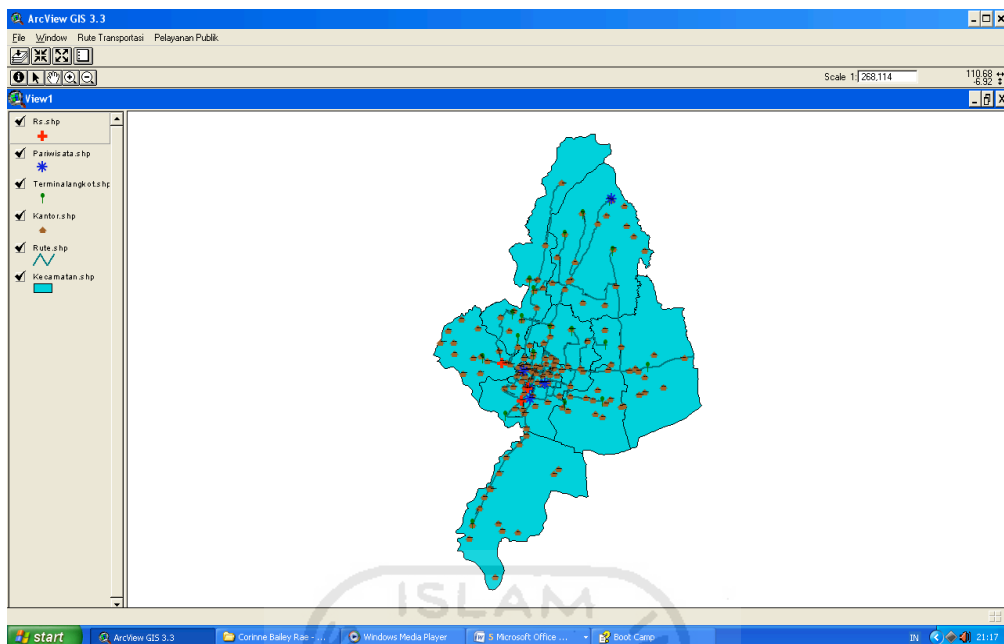 ArcView GIS 3.3
File Window Rute Transportasi Pelayanan Publik
Scale 1: 268,114
110.68
-6.92
View1
Rs.shp
Pariwisata.shp
Terminalangkot.shp
Kantor.shp
Rute.shp
Kecamatan.shp
ISLAM
start
ArcView GIS 3.3
Corinne Bailey Rae - ...
Windows Media Player
5 Microsoft Office ...
Boot Camp
IN
21:17